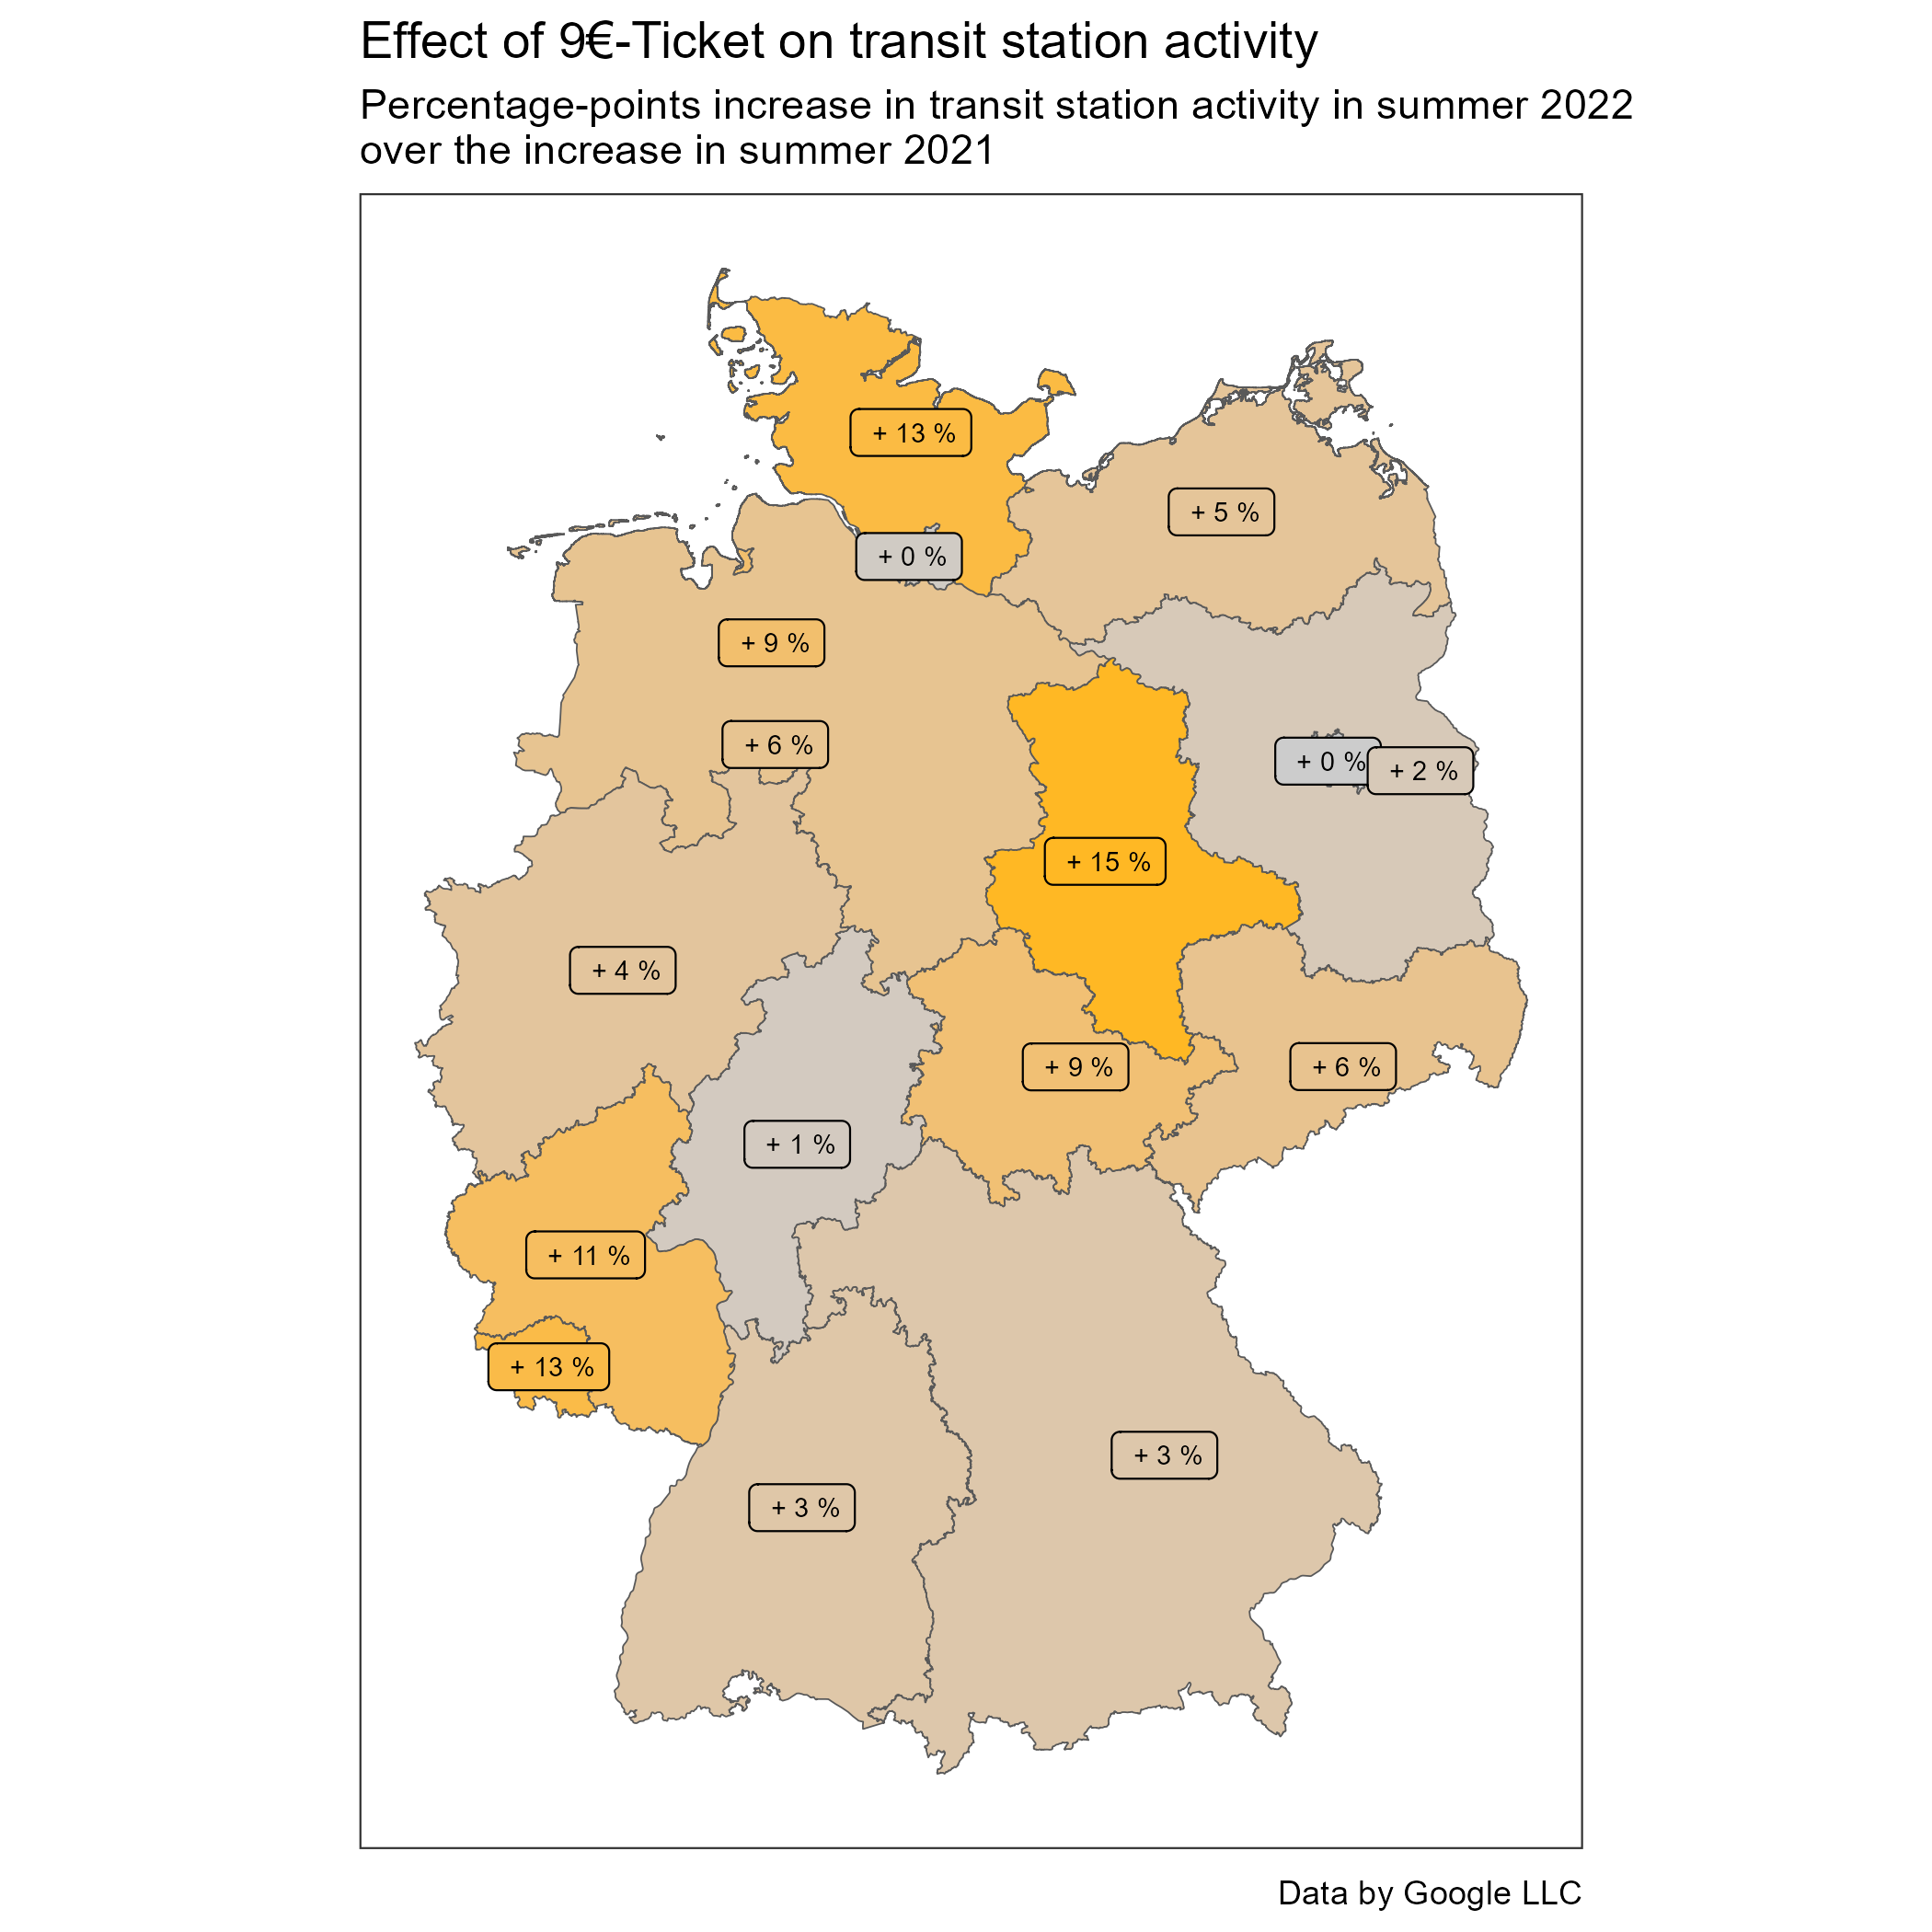 Effect of 9€-Ticket on transit station activity
Percentage-points increase in transit station activity in summer 2022
over the increase in summer 2021
+ 13 %
+ 5 %
+ 0 %
+ 9 %
+ 6 %
+ 0 %
+ 2 %
+ 15 %
+ 4 %
+ 9 %
+ 6 %
+ 1 %
+ 11 %
+ 13 %
+ 3 %
+ 3 %
Data by Google LLC